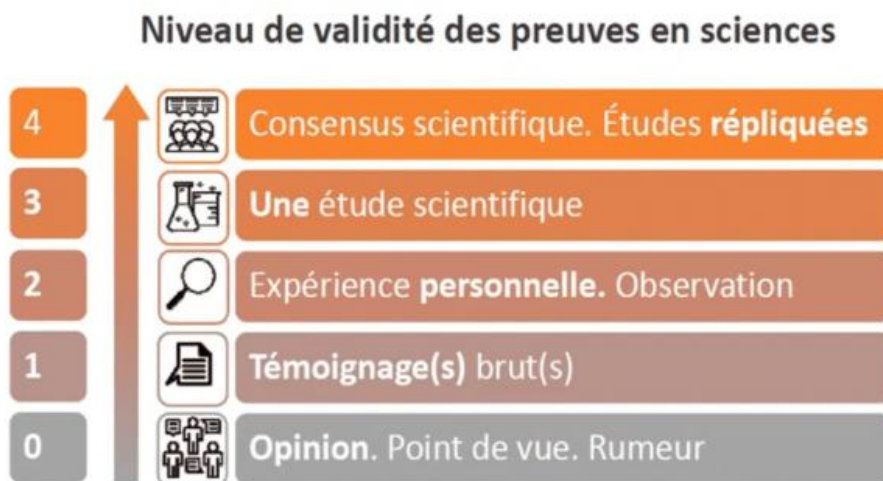 Niveau de validité des preuves en sciences
4 Consensus scientifique. Études répliquées
3 Une étude scientifique
2 Expérience personnelle. Observation
1 Témoignage(s) brut(s)
0 Opinion. Point de vue. Rumeur